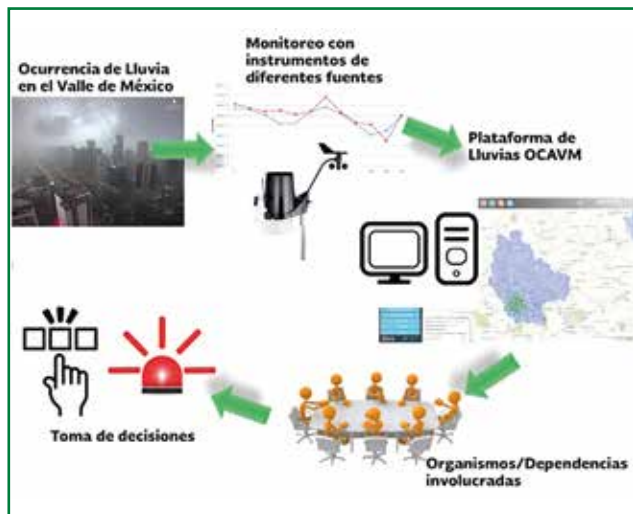 Ocurrencia de Lluvia
en el Valle de México
Monitoreo con
instrumentos de
diferentes fuentes
Plataforma de
Lluvias OCAVM
Organismos/Dependencias
involucradas
Toma de decisiones